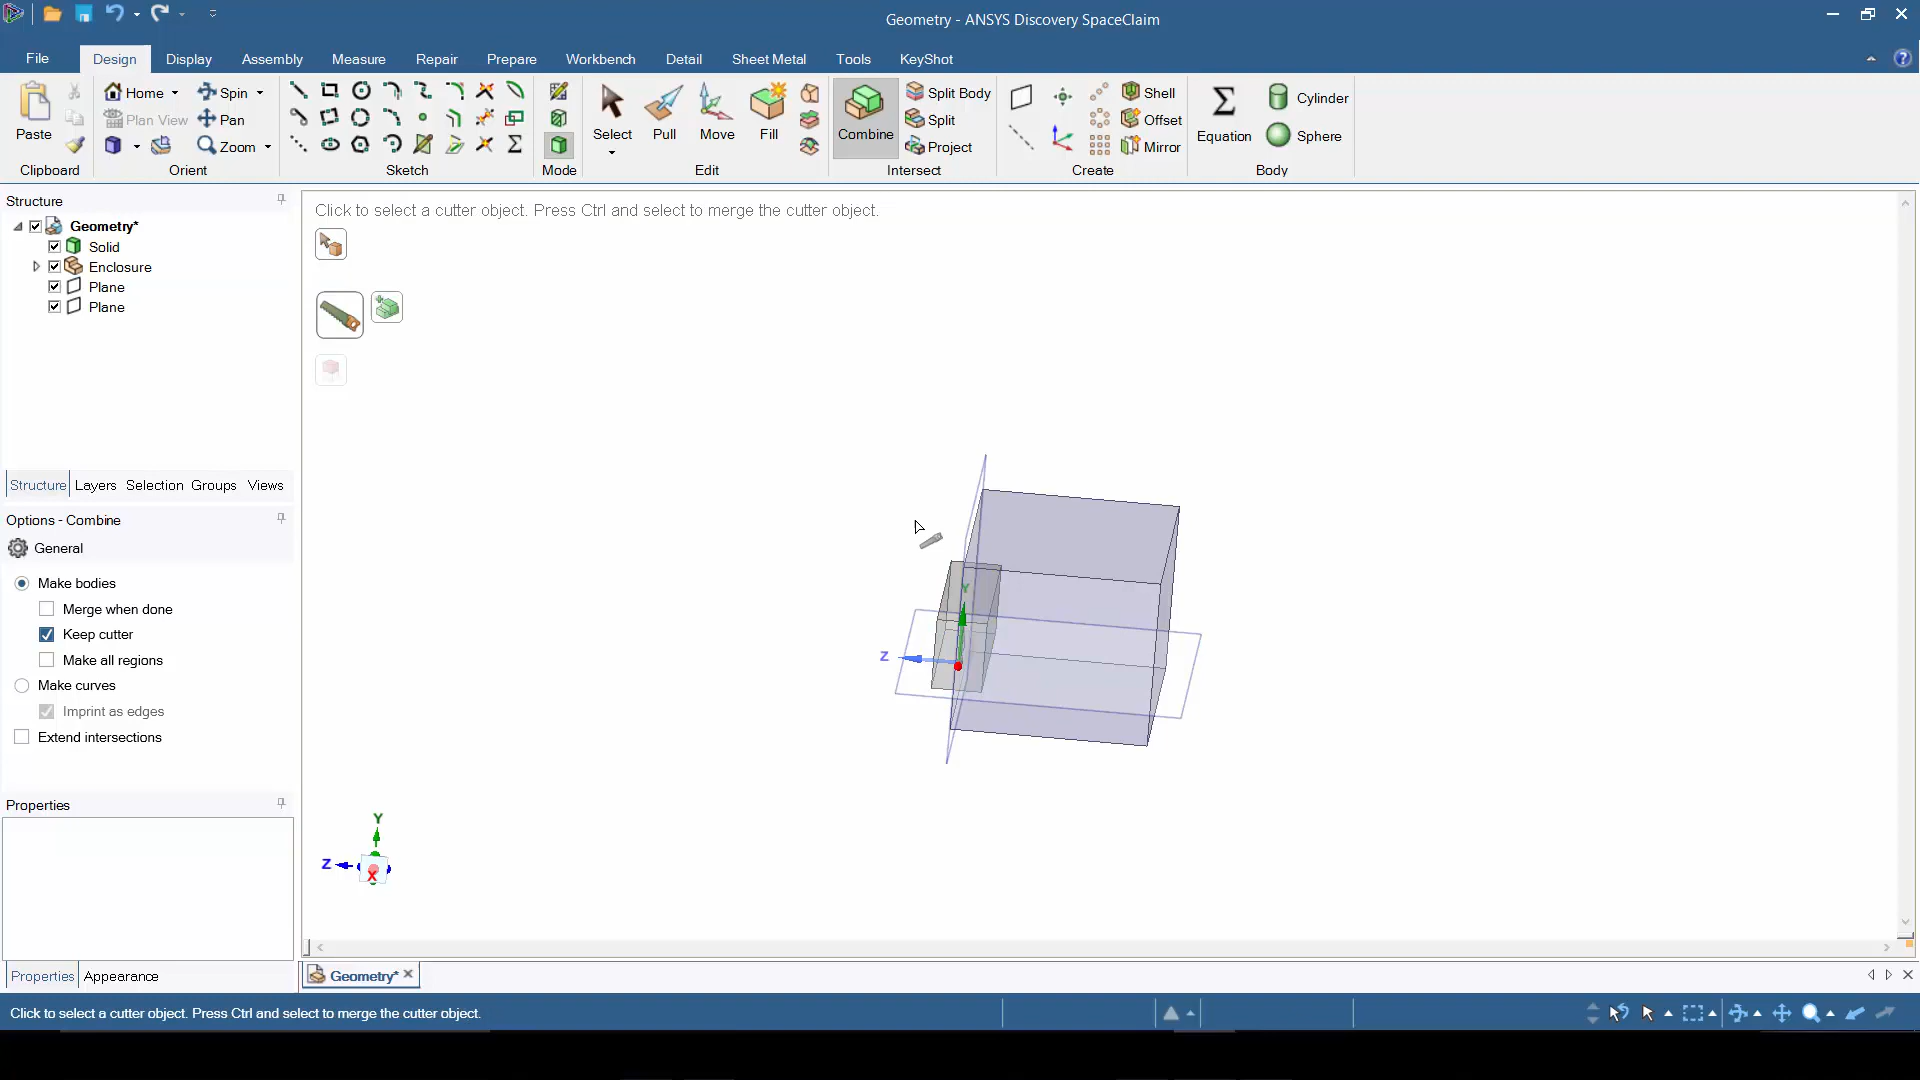 Geometry - ANSYS Discovery SpaceClaim
File Design Display Assembly Measure Repair Prepare Workbench Detail Sheet Metal Tools KeyShot
Paste
Clipboard
Home Spin
Plan View Pan
Zoom
Orient
Sketch
Mode
Select Pull Move Fill
Edit
Combine
Split Body
Split
Project
Intersect
Shell
Offset
Mirror
Create
Equation
Cylinder
Sphere
Body
Structure
Geometry*
Solid
Enclosure
Plane
Plane
Structure Layers Selection Groups Views
Options - Combine
General
Make bodies
Merge when done
Keep cutter
Make all regions
Make curves
Imprint as edges
Extend intersections
Properties
Properties Appearance
Click to select a cutter object. Press Ctrl and select to merge the cutter object.
Y
Z
Y
Z
X
Geometry*
Click to select a cutter object. Press Ctrl and select to merge the cutter object.